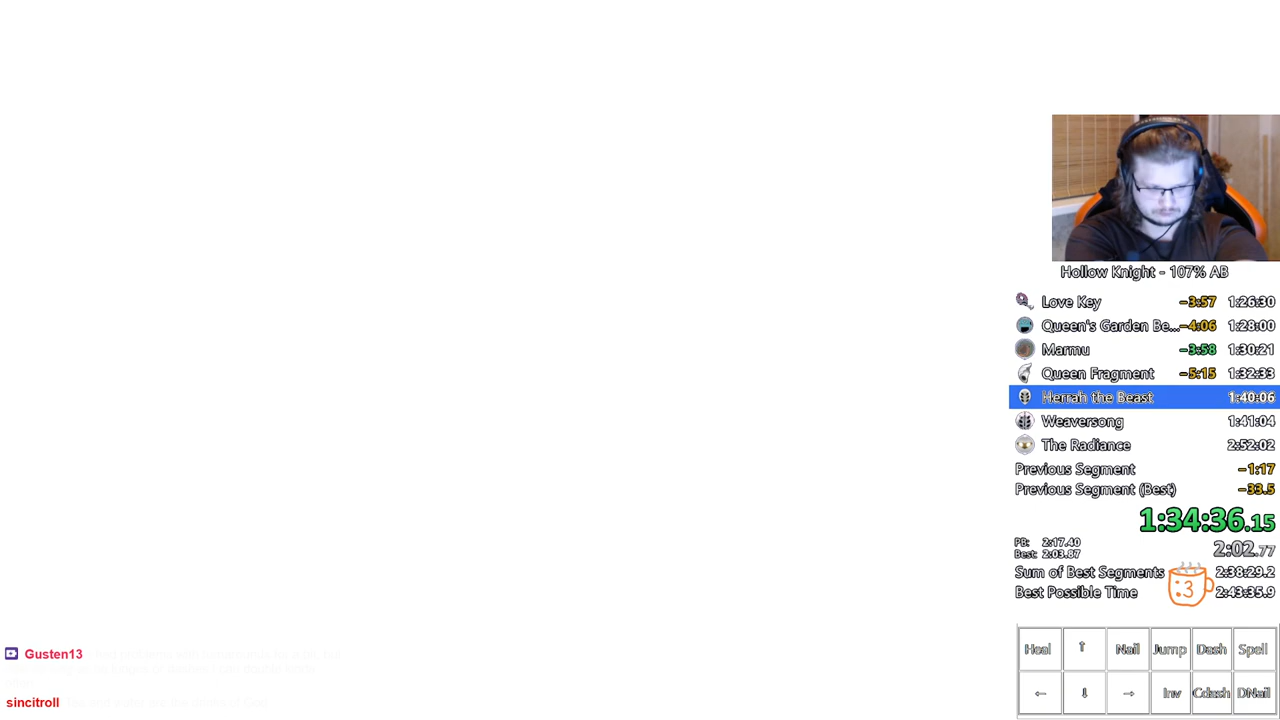 Hollow Knight - 107% AB
Love Key -3:57 1:26:30
Queen's Garden Be... -4:06 1:28:00
Marmu -3:58 1:30:21
Queen Fragment -5:15 1:32:33
Herrah the Beast 1:40:06
Weaversong 1:41:04
The Radiance 2:52:02
Previous Segment -1:17
Previous Segment (Best) -33.5
1:34:36.15
PB: 2:17.40
Best: 2:03.87
2:02.77
Sum of Best Segments 2:38:29.2
Best Possible Time 2:43:35.9
:3
Heal ↑ Nail Jump Dash Spell
← ↓ → Inv Cdash DNail
Gusten13
sincitroll